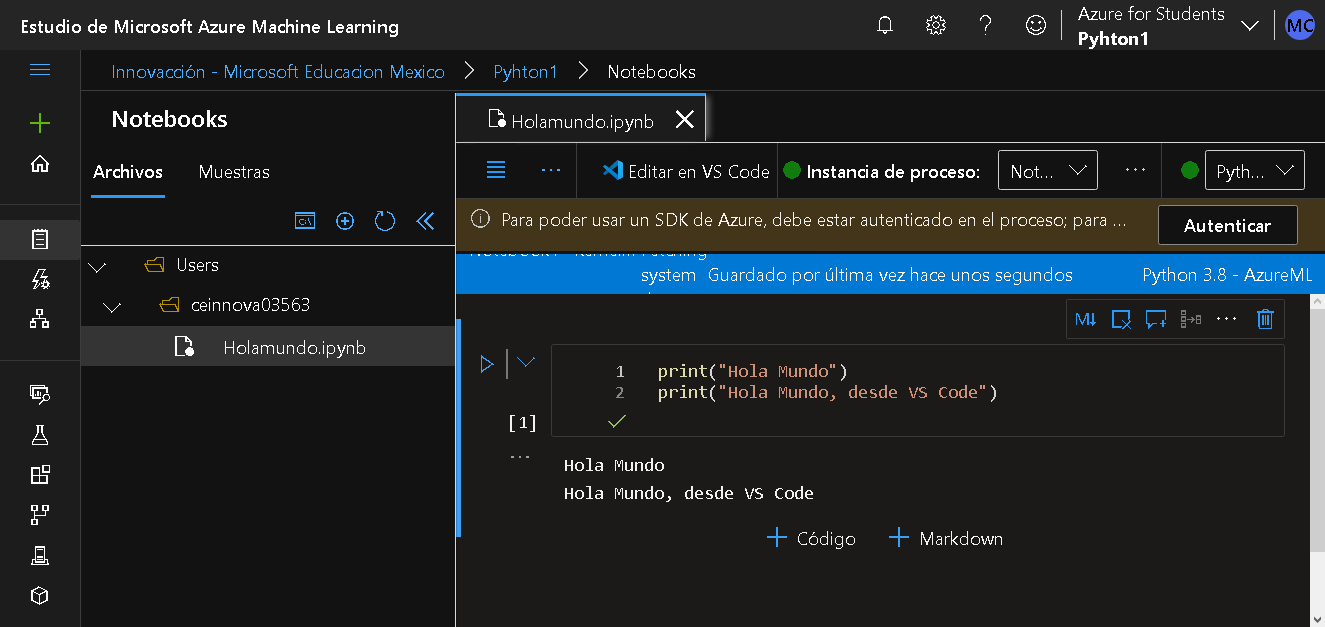 Estudio de Microsoft Azure Machine Learning
Azure for Students
Pyhton1
MC
Innovacción - Microsoft Educacion Mexico
Pyhton1
Notebooks
Notebooks
Archivos
Muestras
Users
ceinnova03563
Holamundo.ipynb
Holamundo.ipynb
Editar en VS Code
Instancia de proceso:
Not...
Pyth...
Para poder usar un SDK de Azure, debe estar autenticado en el proceso; para ...
Autenticar
system Guardado por última vez hace unos segundos
Python 3.8 - AzureML
M↓
1 print("Hola Mundo")
2 print("Hola Mundo, desde VS Code")
[1]
...
Hola Mundo
Hola Mundo, desde VS Code
+ Código
+ Markdown